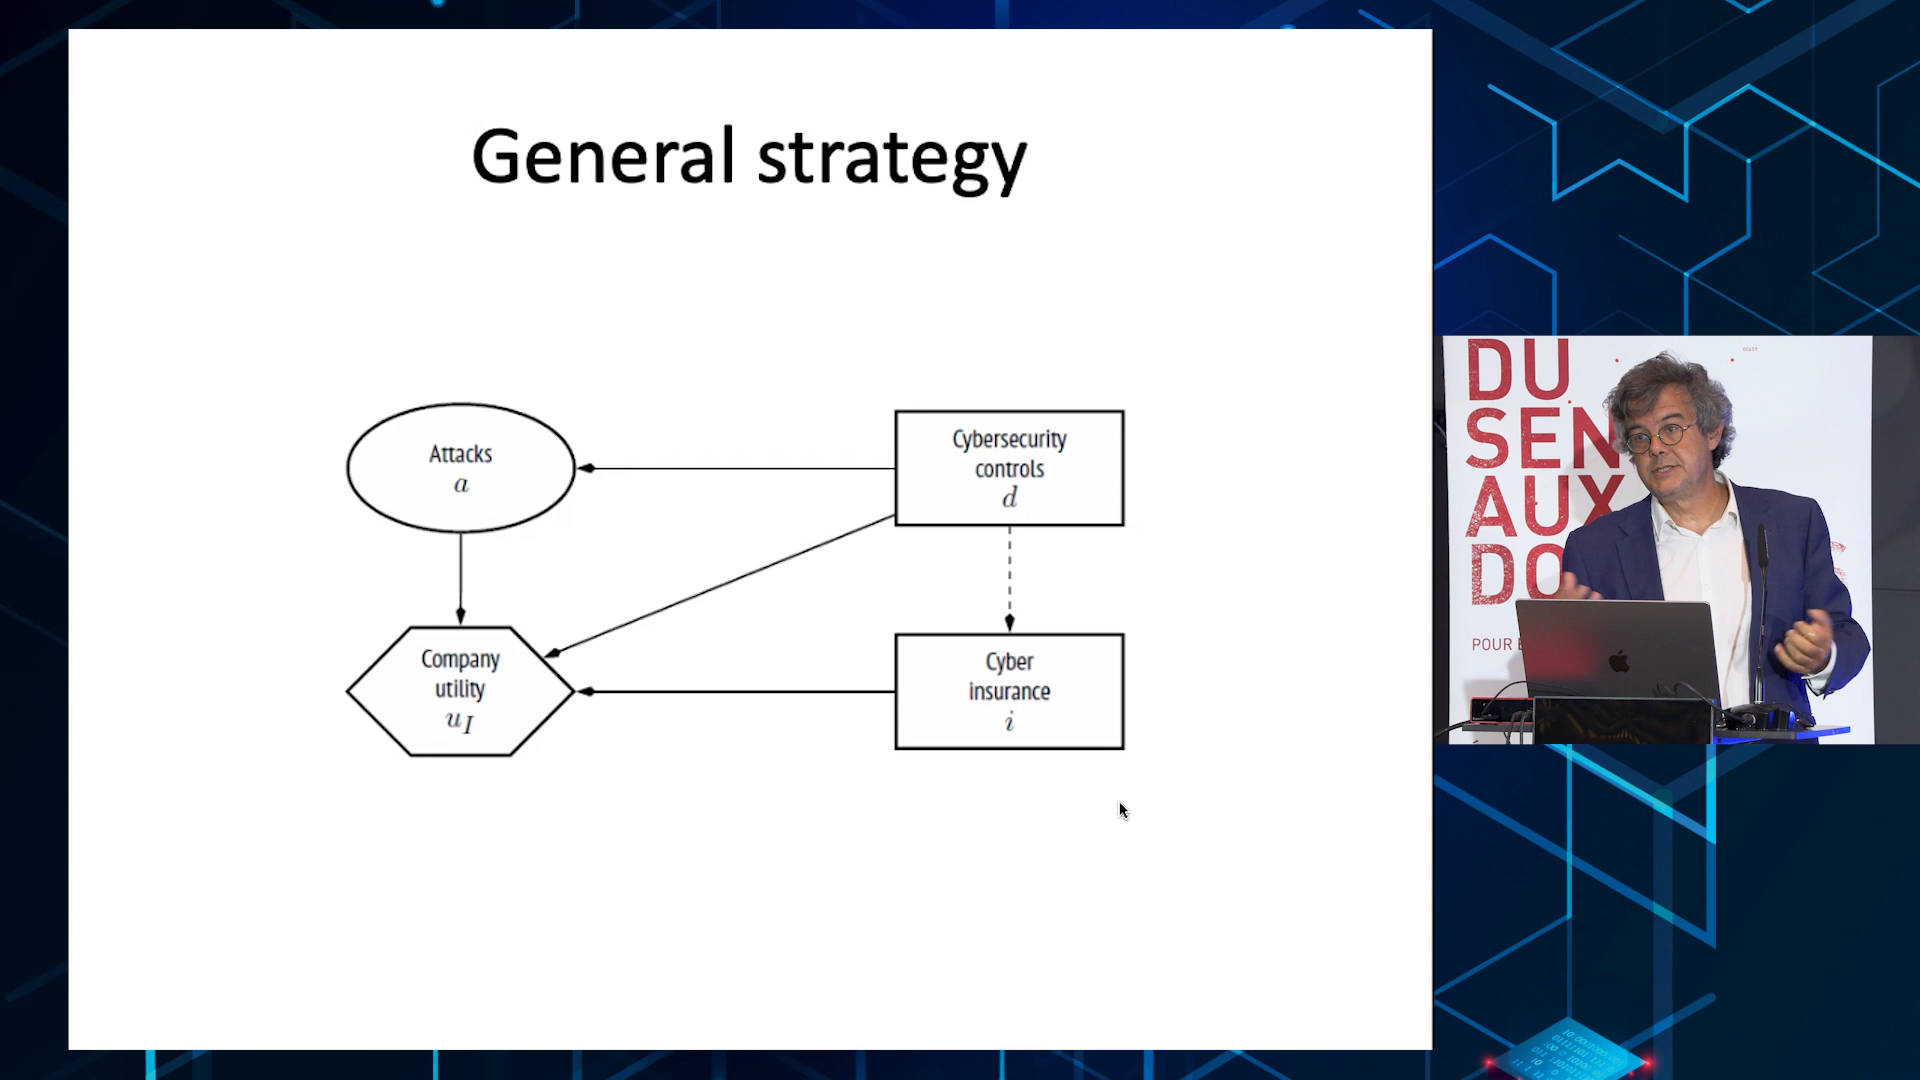 General strategy
Attacks
a
Cybersecurity
controls
d
Company
utility
u_I
Cyber
insurance
i
DU
SEN
AUX
DO
POUR